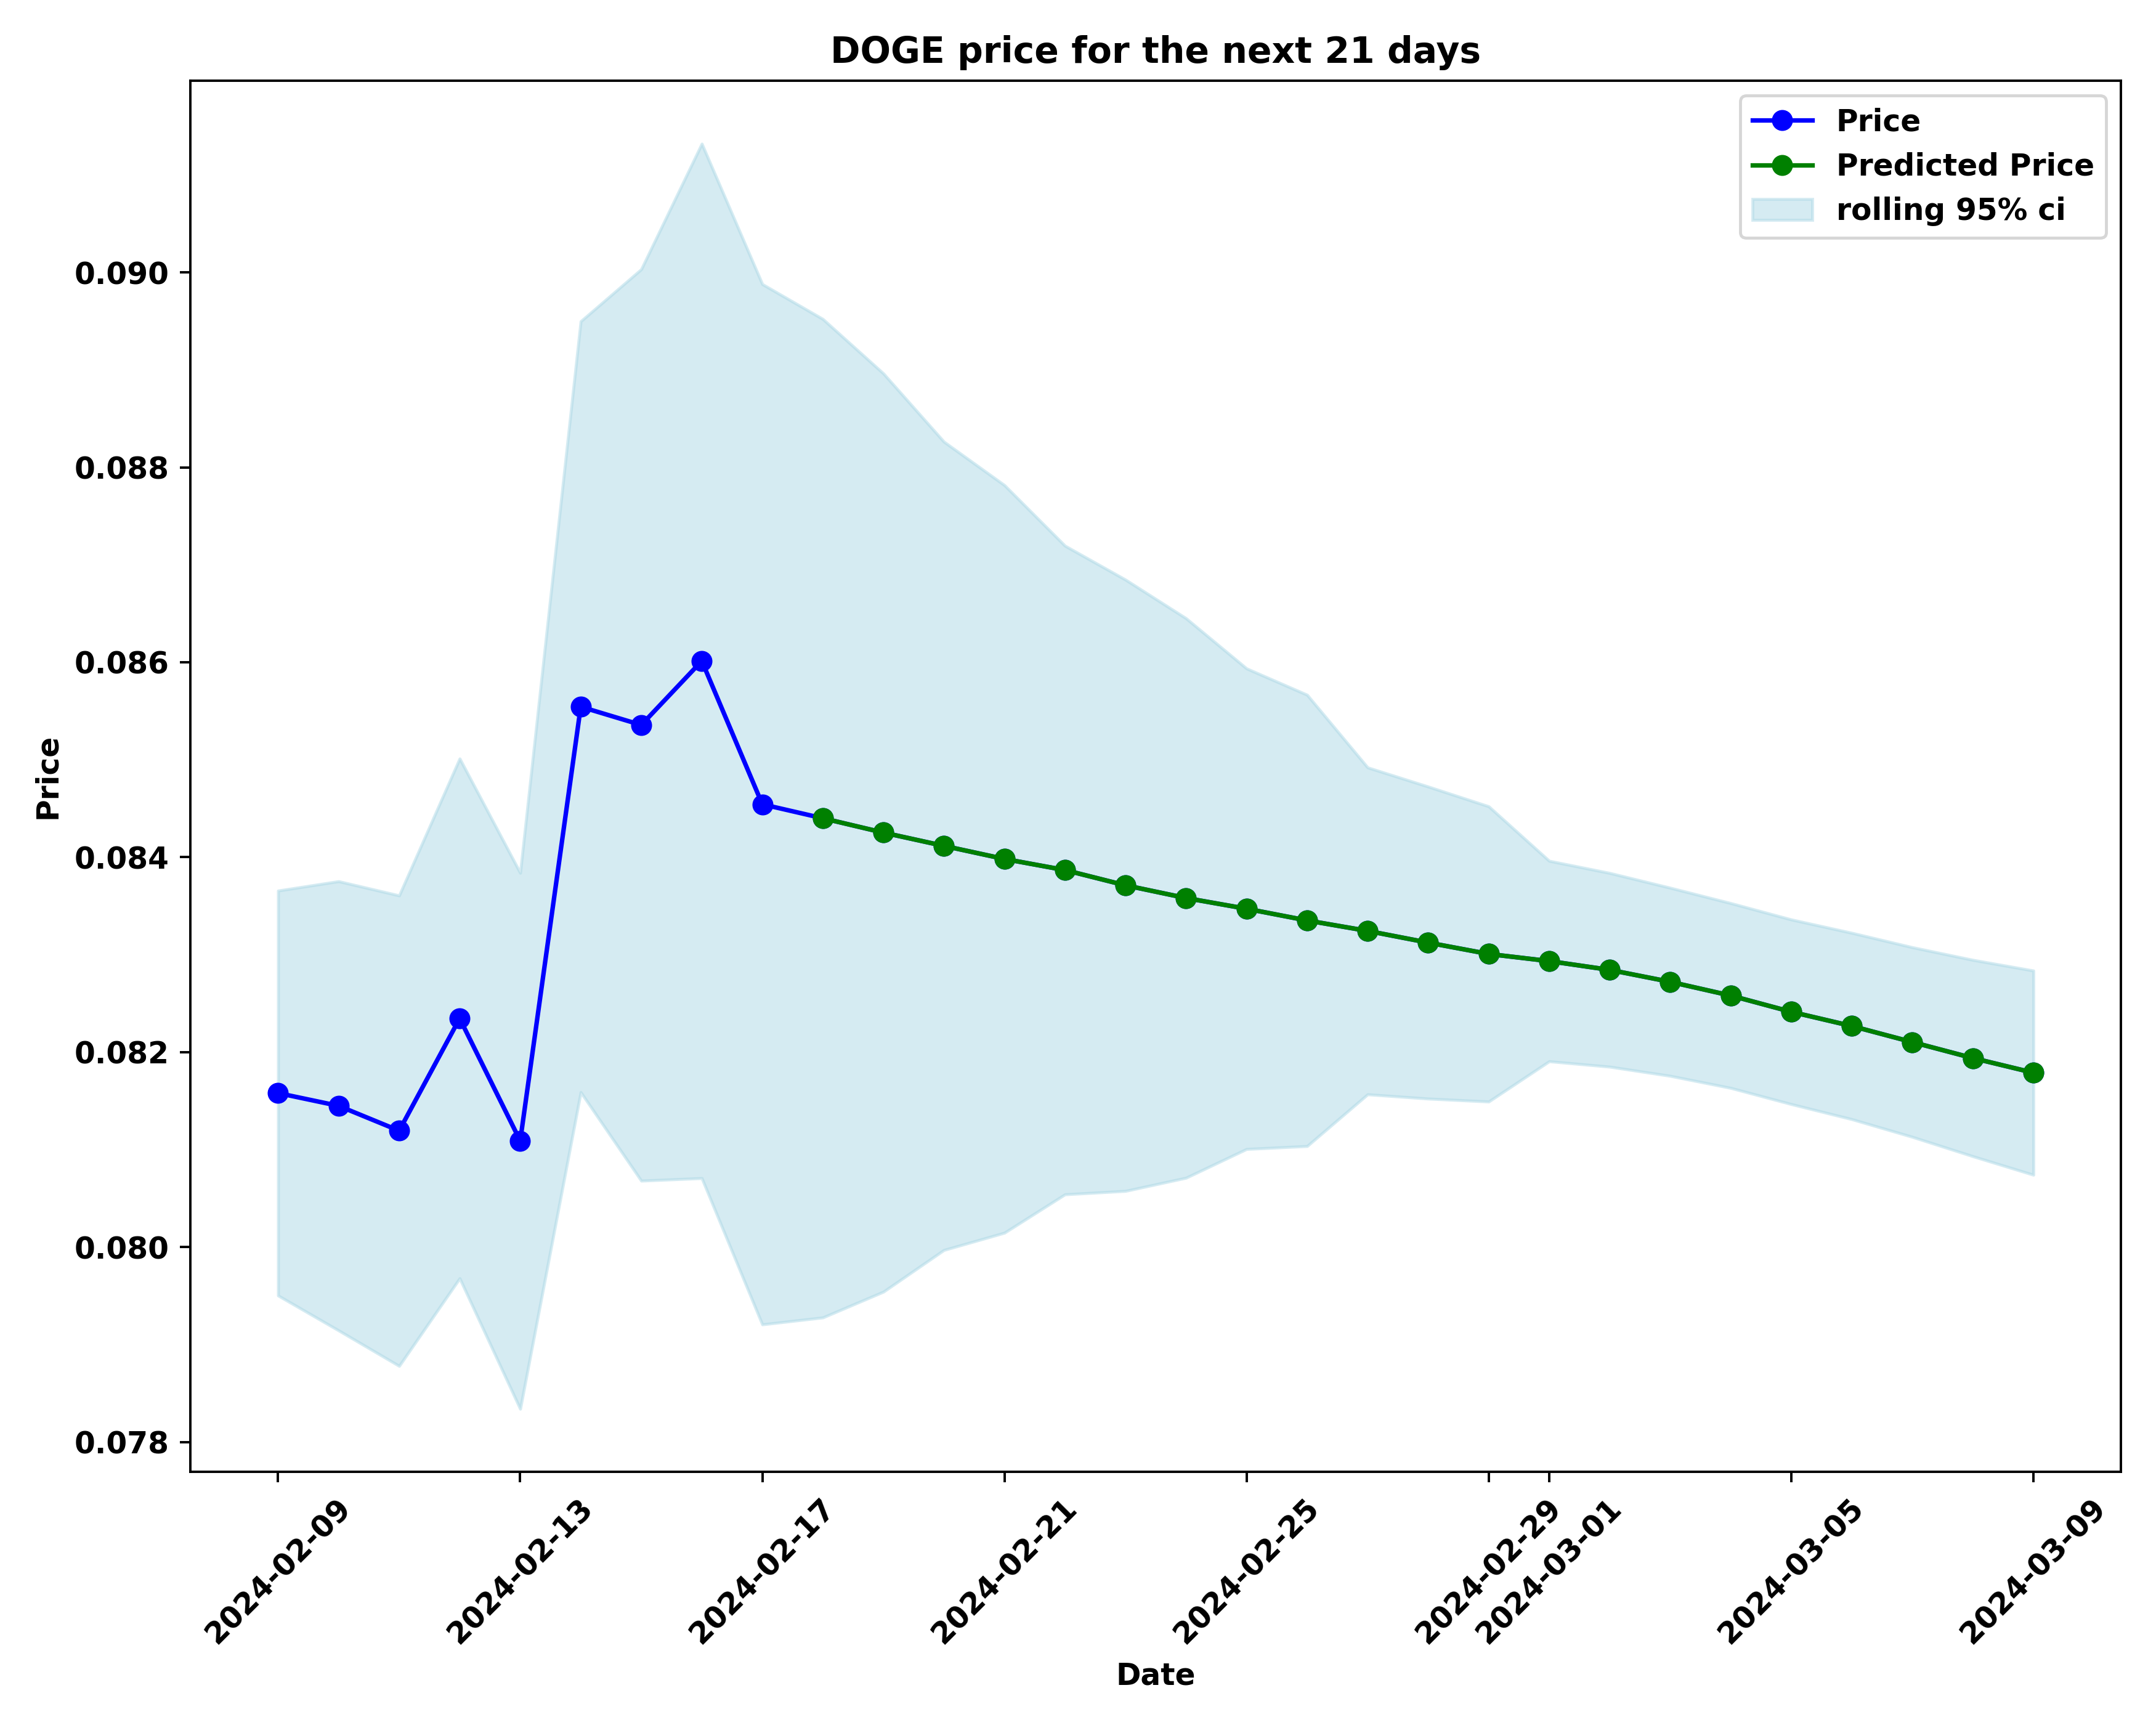 DOGE price for the next 21 days
Price
Predicted Price
rolling 95% ci
0.090
0.088
0.086
0.084
0.082
0.080
0.078
Price
2024-02-09
2024-02-13
2024-02-17
2024-02-21
2024-02-25
2024-02-29
2024-03-01
2024-03-05
2024-03-09
Date